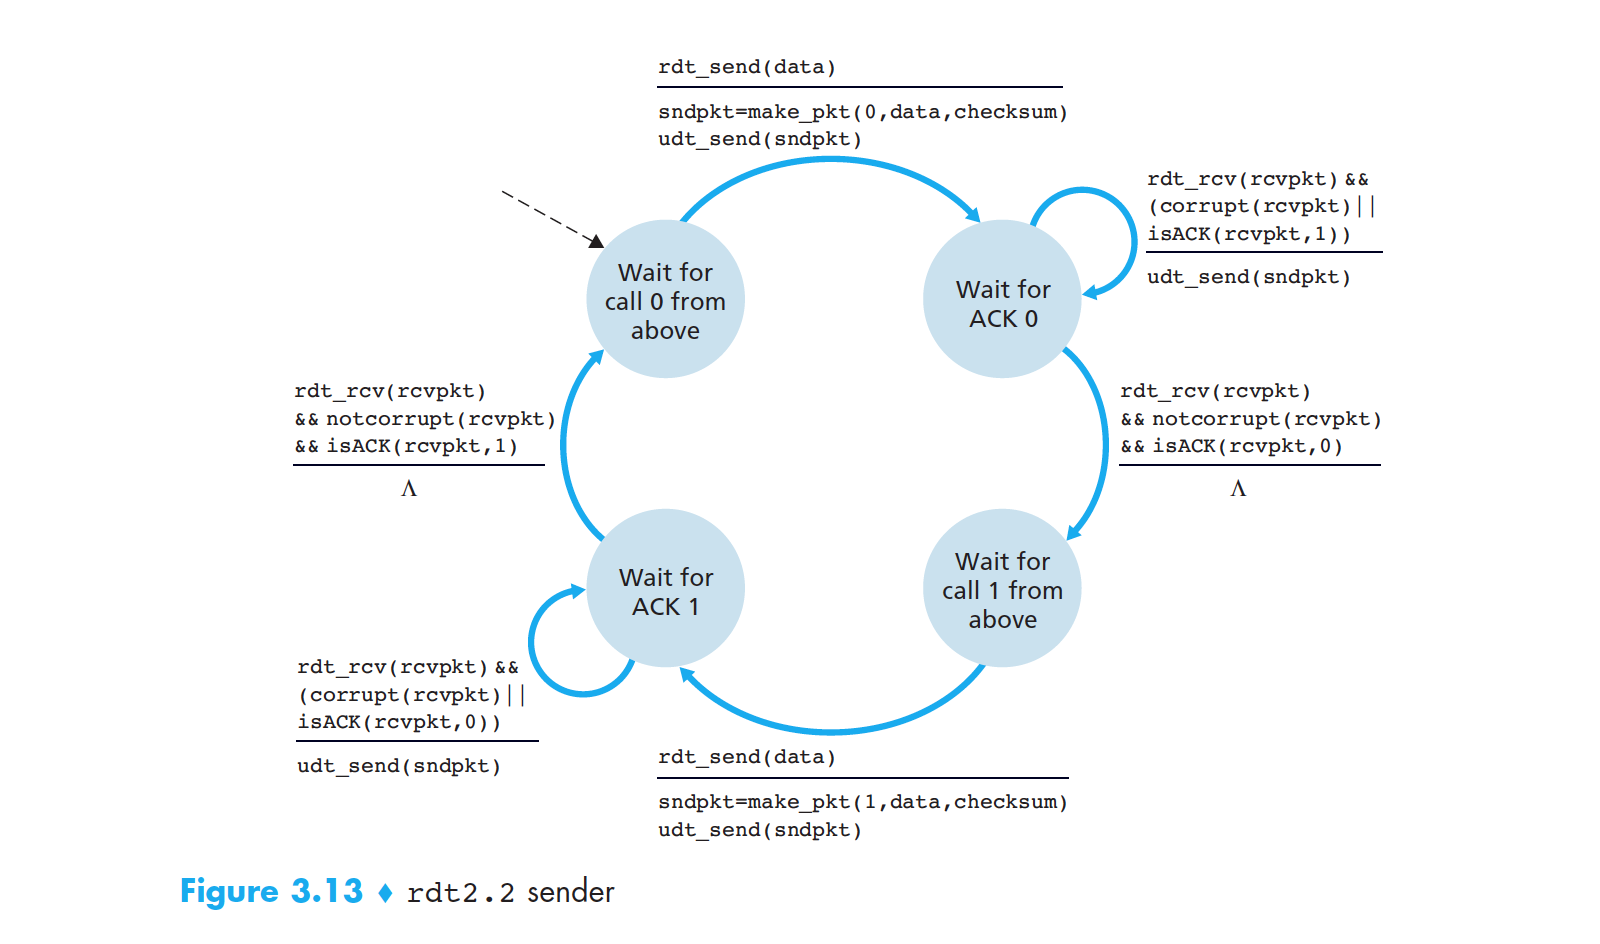 rdt_send(data)
sndpkt=make_pkt(0,data,checksum)
udt_send(sndpkt)
rdt_rcv(rcvpkt)&&
(corrupt(rcvpkt)||
isACK(rcvpkt,1))
udt_send(sndpkt)
Wait for
call 0 from
above
Wait for
ACK 0
rdt_rcv(rcvpkt)
&& notcorrupt(rcvpkt)
&& isACK(rcvpkt,1)
Λ
rdt_rcv(rcvpkt)
&& notcorrupt(rcvpkt)
&& isACK(rcvpkt,0)
Λ
Wait for
ACK 1
Wait for
call 1 from
above
rdt_rcv(rcvpkt)&&
(corrupt(rcvpkt)||
isACK(rcvpkt,0))
udt_send(sndpkt)
rdt_send(data)
sndpkt=make_pkt(1,data,checksum)
udt_send(sndpkt)
Figure 3.13 ♦ rdt2.2 sender